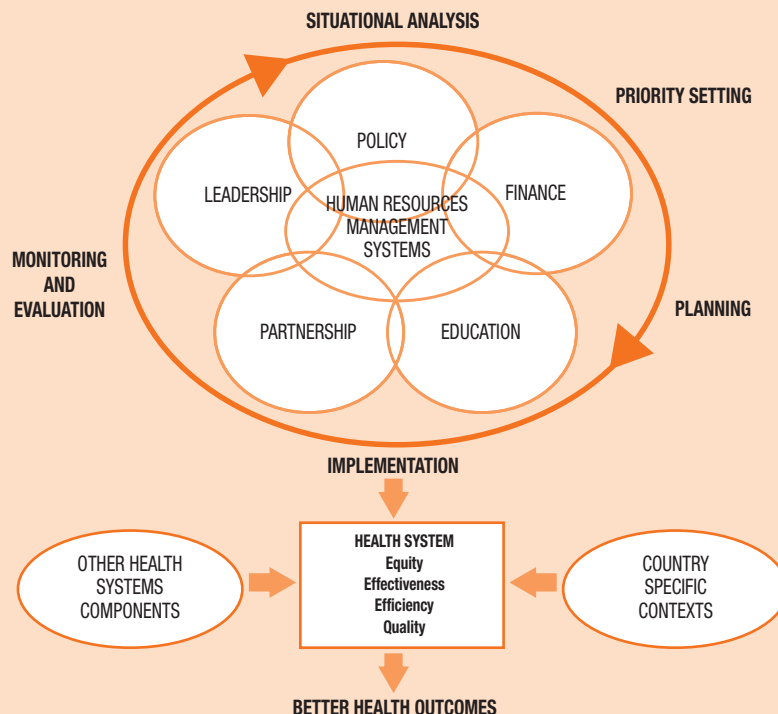 SITUATIONAL ANALYSIS
PRIORITY SETTING
POLICY
LEADERSHIP
FINANCE
HUMAN RESOURCES
MANAGEMENT
SYSTEMS
MONITORING
AND
EVALUATION
PLANNING
PARTNERSHIP
EDUCATION
IMPLEMENTATION
OTHER HEALTH
SYSTEMS
COMPONENTS
HEALTH SYSTEM
Equity
Effectiveness
Efficiency
Quality
COUNTRY
SPECIFIC
CONTEXTS
BETTER HEALTH OUTCOMES